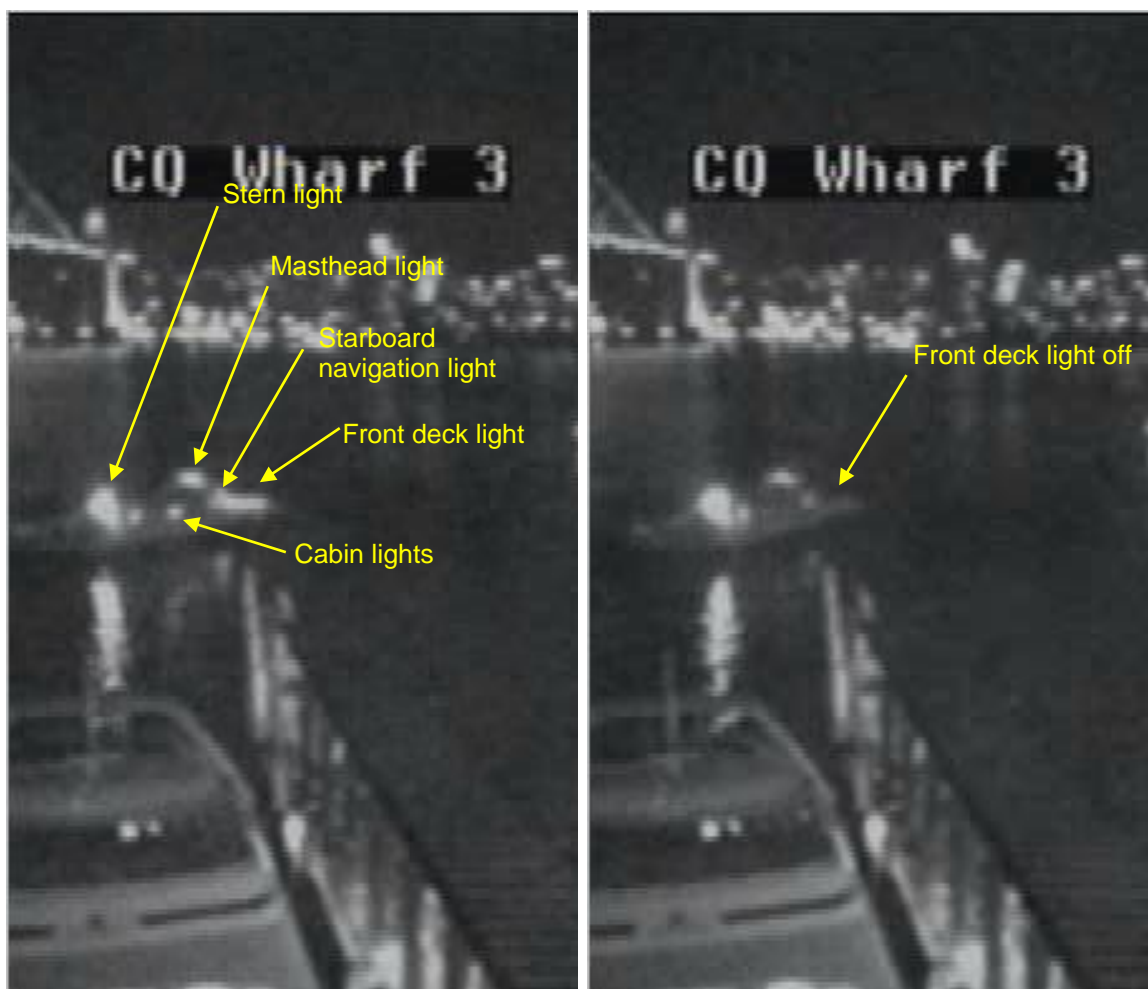 CQ Wharf 3
Stern light
Masthead light
Starboard
navigation light
Front deck light
Cabin lights
CQ Wharf 3
Front deck light off